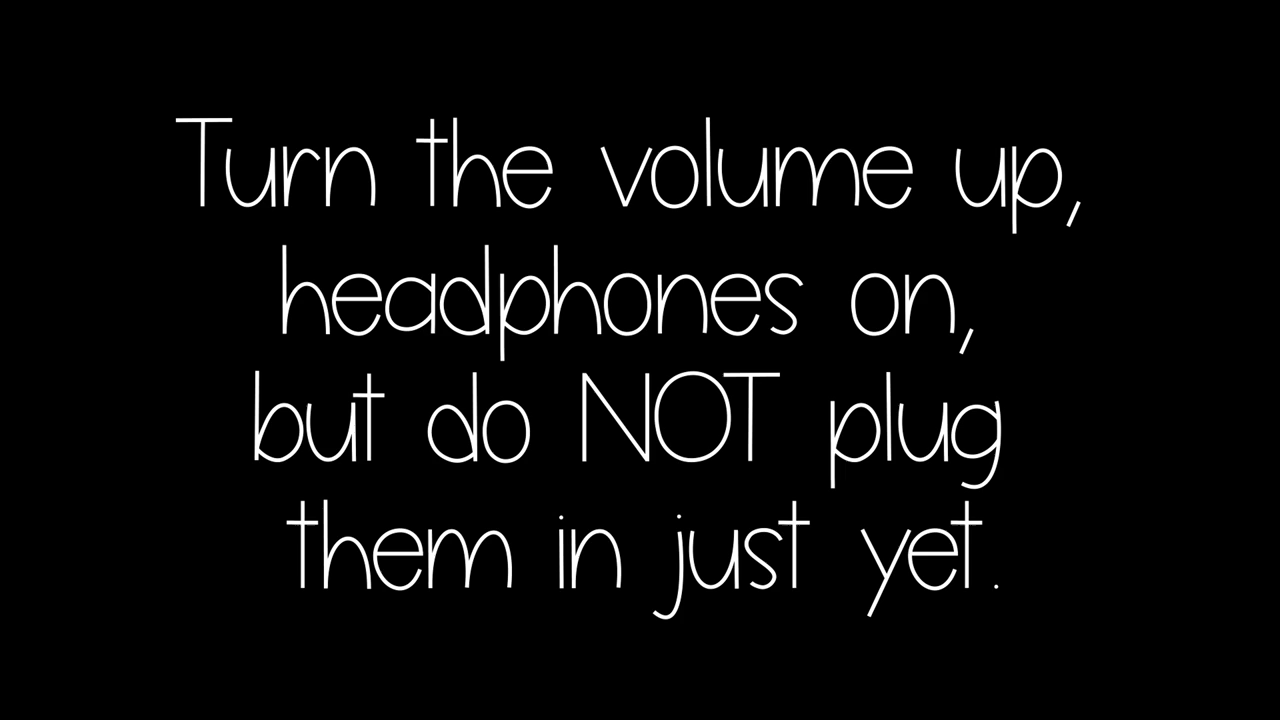 Turn the volume up,
headphones on,
but do NOT plug
them in just yet.